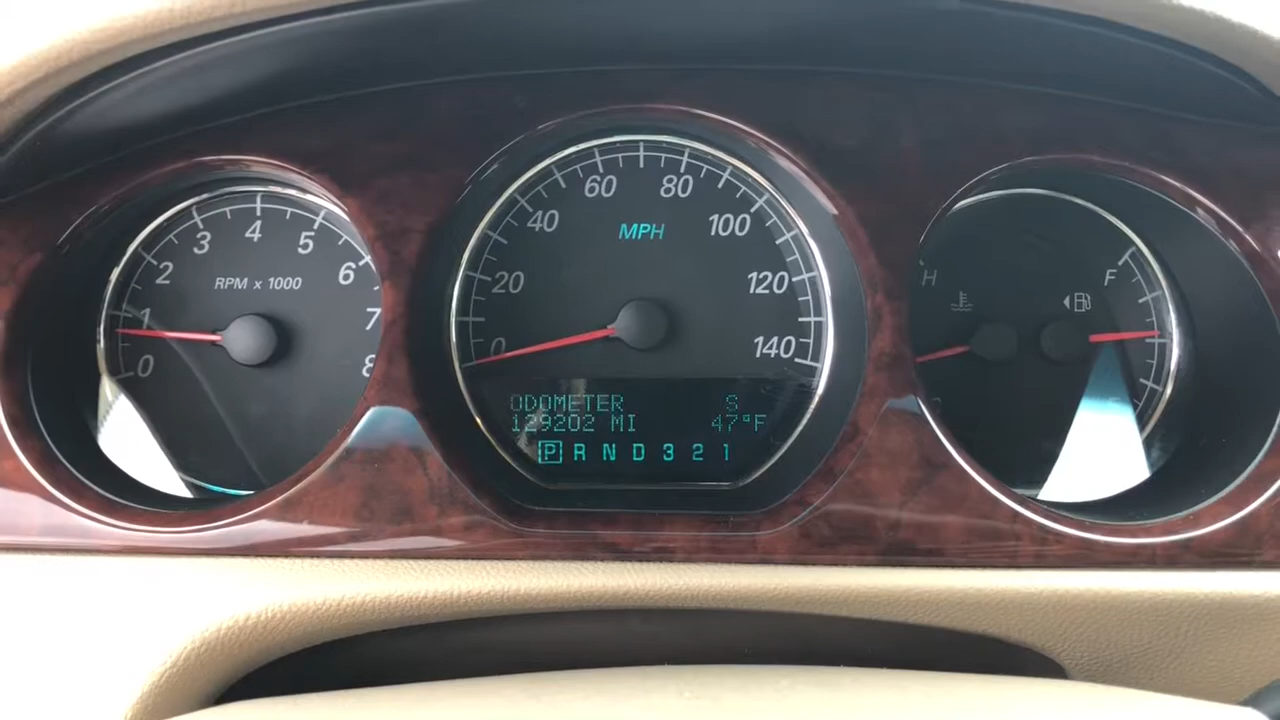 0 1 2 3 4 5 6 7 8
RPM x 1000
0 20 40 60 80 100 120 140
MPH
ODOMETER S
129202 MI 47°F
P R N D 3 2 1
H
F